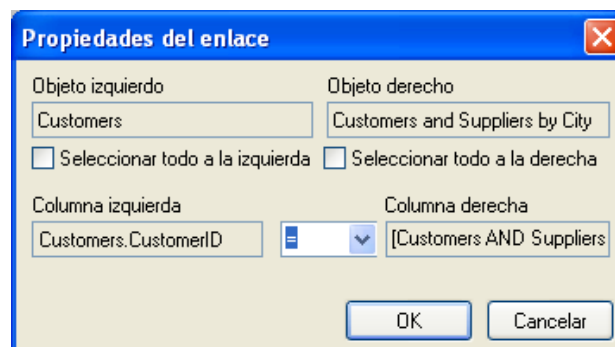 Propiedades del enlace
Objeto izquierdo Objeto derecho
Customers Customers and Suppliers by City
Seleccionar todo a la izquierda Seleccionar todo a la derecha
Columna izquierda Columna derecha
Customers.CustomerID = [Customers AND Suppliers
OK Cancelar